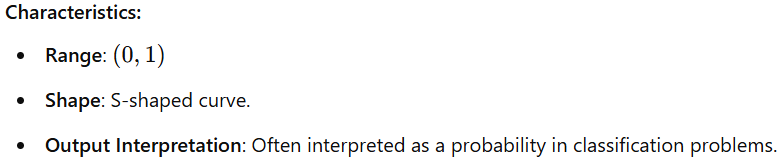 Characteristics:
• Range: (0, 1)
• Shape: S-shaped curve.
• Output Interpretation: Often interpreted as a probability in classification problems.